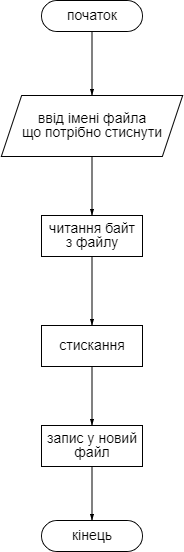 початок
ввід імені файла
що потрібно стиснути
читання байт
з файлу
стискання
запис у новий
файл
кінець